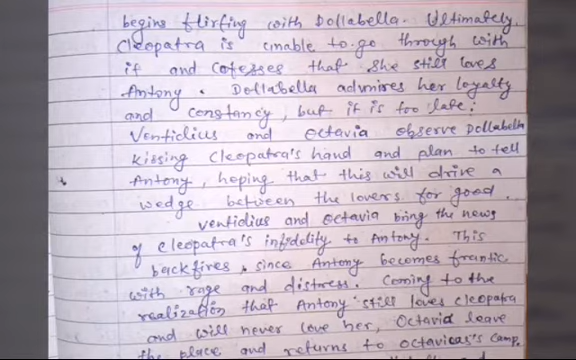 begins flirfing with Dollabella. Ultimately,
Cleopatra is unable to go through with
it and cofesses that she still loves
Antony. Dollabella admires her loyalty
and constancy, but it is too late:
Ventidius and Octavia observe Dollabella
kissing Cleopatra's hand and plan to tell
Antony, hoping that this will drive a
wedge between the lovers for good.
Ventidius and Octavia bring the news
of Cleopatra's infidelity to Antony. This
backfires, since Antony becomes frantic
with rage and distress. Coming to the
realization that Antony still loves Cleopatra
and will never love her, Octavia leave
the place and returns to Octavicas's camp.